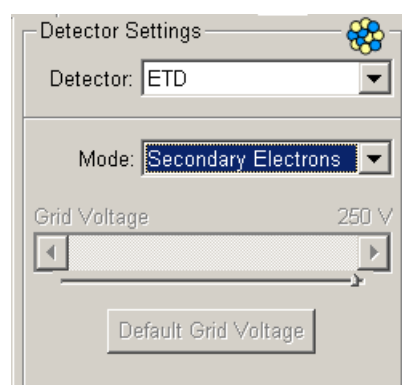 Detector Settings
Detector: ETD
Mode: Secondary Electrons
Grid Voltage 250 V
Default Grid Voltage